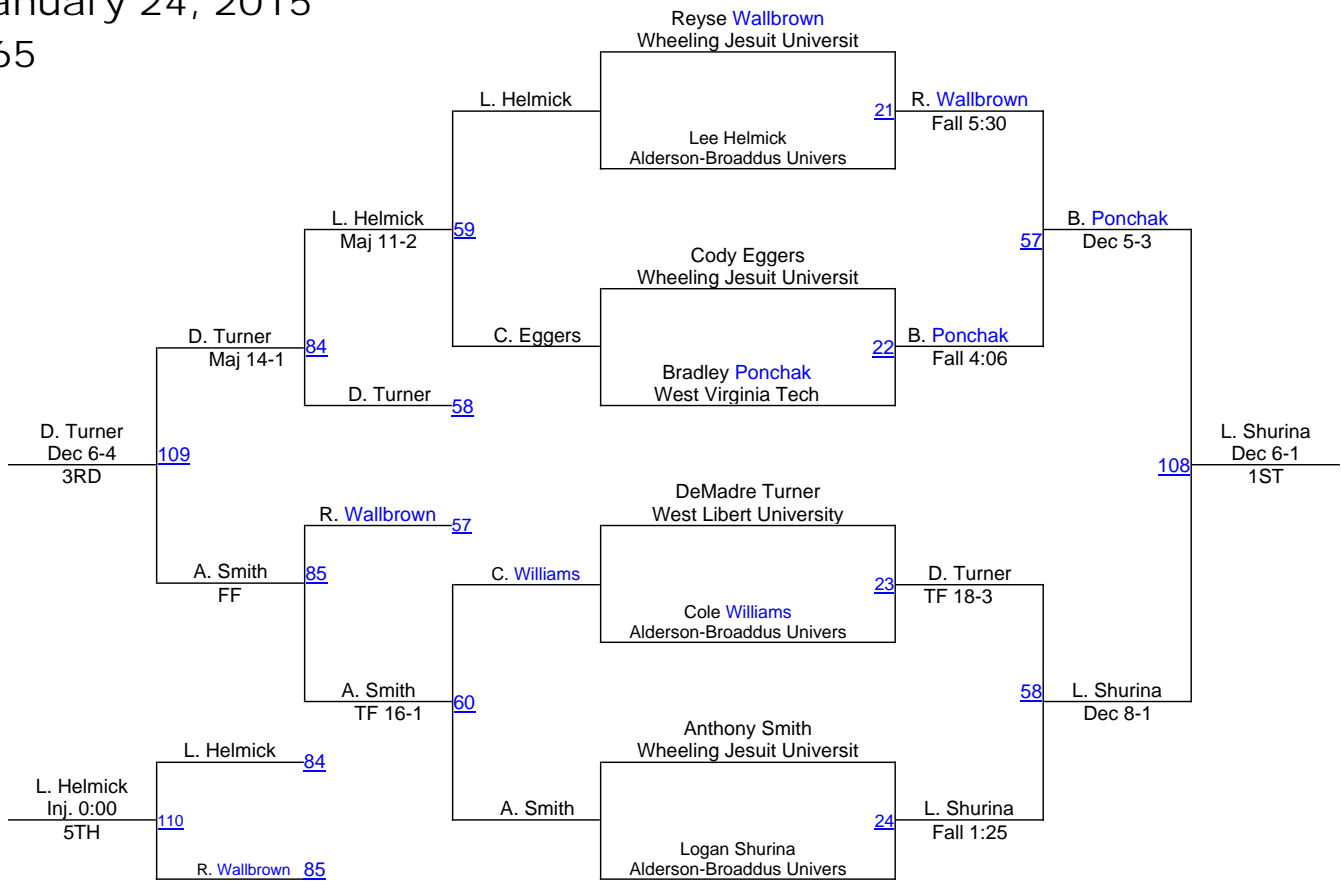 anuary 24, 2015
65
Reyse Wallbrown
Wheeling Jesuit Universit
L. Helmick
21
R. Wallbrown
Fall 5:30
Lee Helmick
Alderson-Broaddus Univers
L. Helmick
Maj 11-2
59
57
B. Ponchak
Dec 5-3
Cody Eggers
Wheeling Jesuit Universit
D. Turner
Maj 14-1
84
C. Eggers
22
B. Ponchak
Fall 4:06
Bradley Ponchak
West Virginia Tech
D. Turner
58
D. Turner
Dec 6-4
3RD
109
108
L. Shurina
Dec 6-1
1ST
DeMadre Turner
West Libert University
R. Wallbrown
57
A. Smith
FF
85
C. Williams
23
D. Turner
TF 18-3
Cole Williams
Alderson-Broaddus Univers
A. Smith
TF 16-1
60
58
L. Shurina
Dec 8-1
Anthony Smith
Wheeling Jesuit Universit
L. Helmick
84
L. Helmick
Inj. 0:00
5TH
110
A. Smith
24
L. Shurina
Fall 1:25
Logan Shurina
Alderson-Broaddus Univers
R. Wallbrown
85